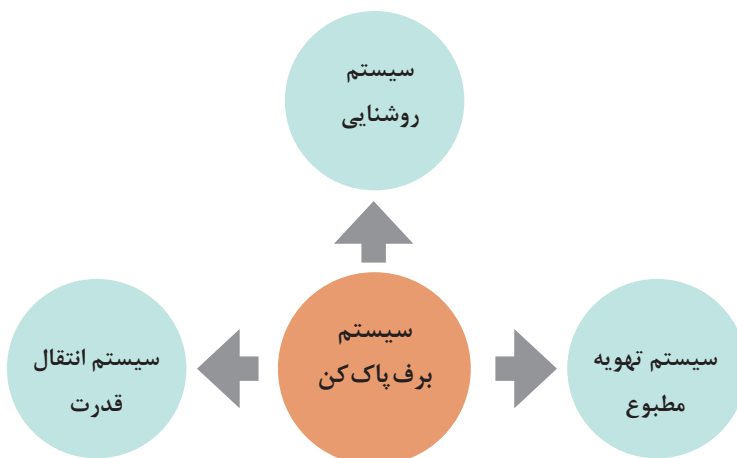 سیستم
روشنایی
سیستم
برف پاک کن
سیستم تهویه
مطبوع
سیستم انتقال
قدرت